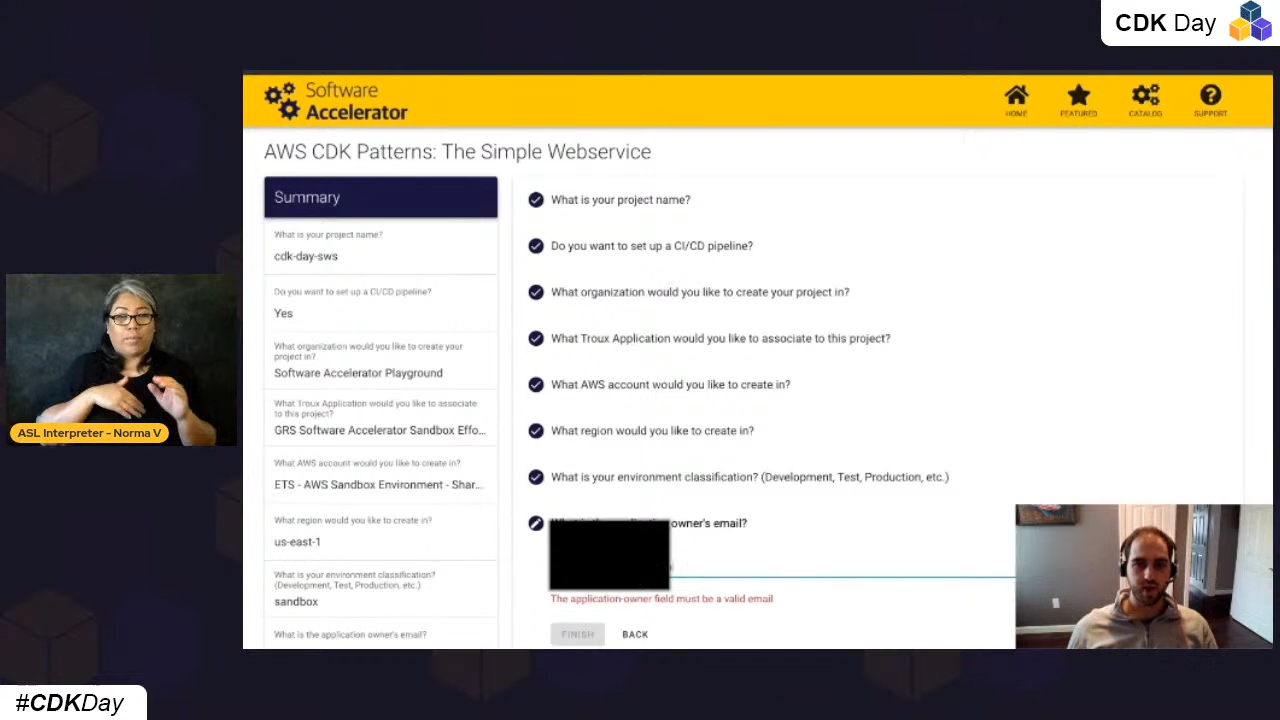 CDK Day
Software
Accelerator
HOME
FEATURED
CATALOG
SUPPORT
AWS CDK Patterns: The Simple Webservice
Summary
What is your project name?
cdk-day-sws
Do you want to set up a CI/CD pipeline?
Yes
What organization would you like to create your
project in?
Software Accelerator Playground
What Troux Application would you like to associate
to this project?
GRS Software Accelerator Sandbox Effo...
What AWS account would you like to create in?
ETS - AWS Sandbox Environment - Shar...
What region would you like to create in?
us-east-1
What is your environment classification?
(Development, Test, Production, etc.)
sandbox
What is the application owner's email?
What is your project name?
Do you want to set up a CI/CD pipeline?
What organization would you like to create your project in?
What Troux Application would you like to associate to this project?
What AWS account would you like to create in?
What region would you like to create in?
What is your environment classification? (Development, Test, Production, etc.)
owner's email?
The application-owner field must be a valid email
FINISH
BACK
ASL Interpreter - Norma V
#CDKDay